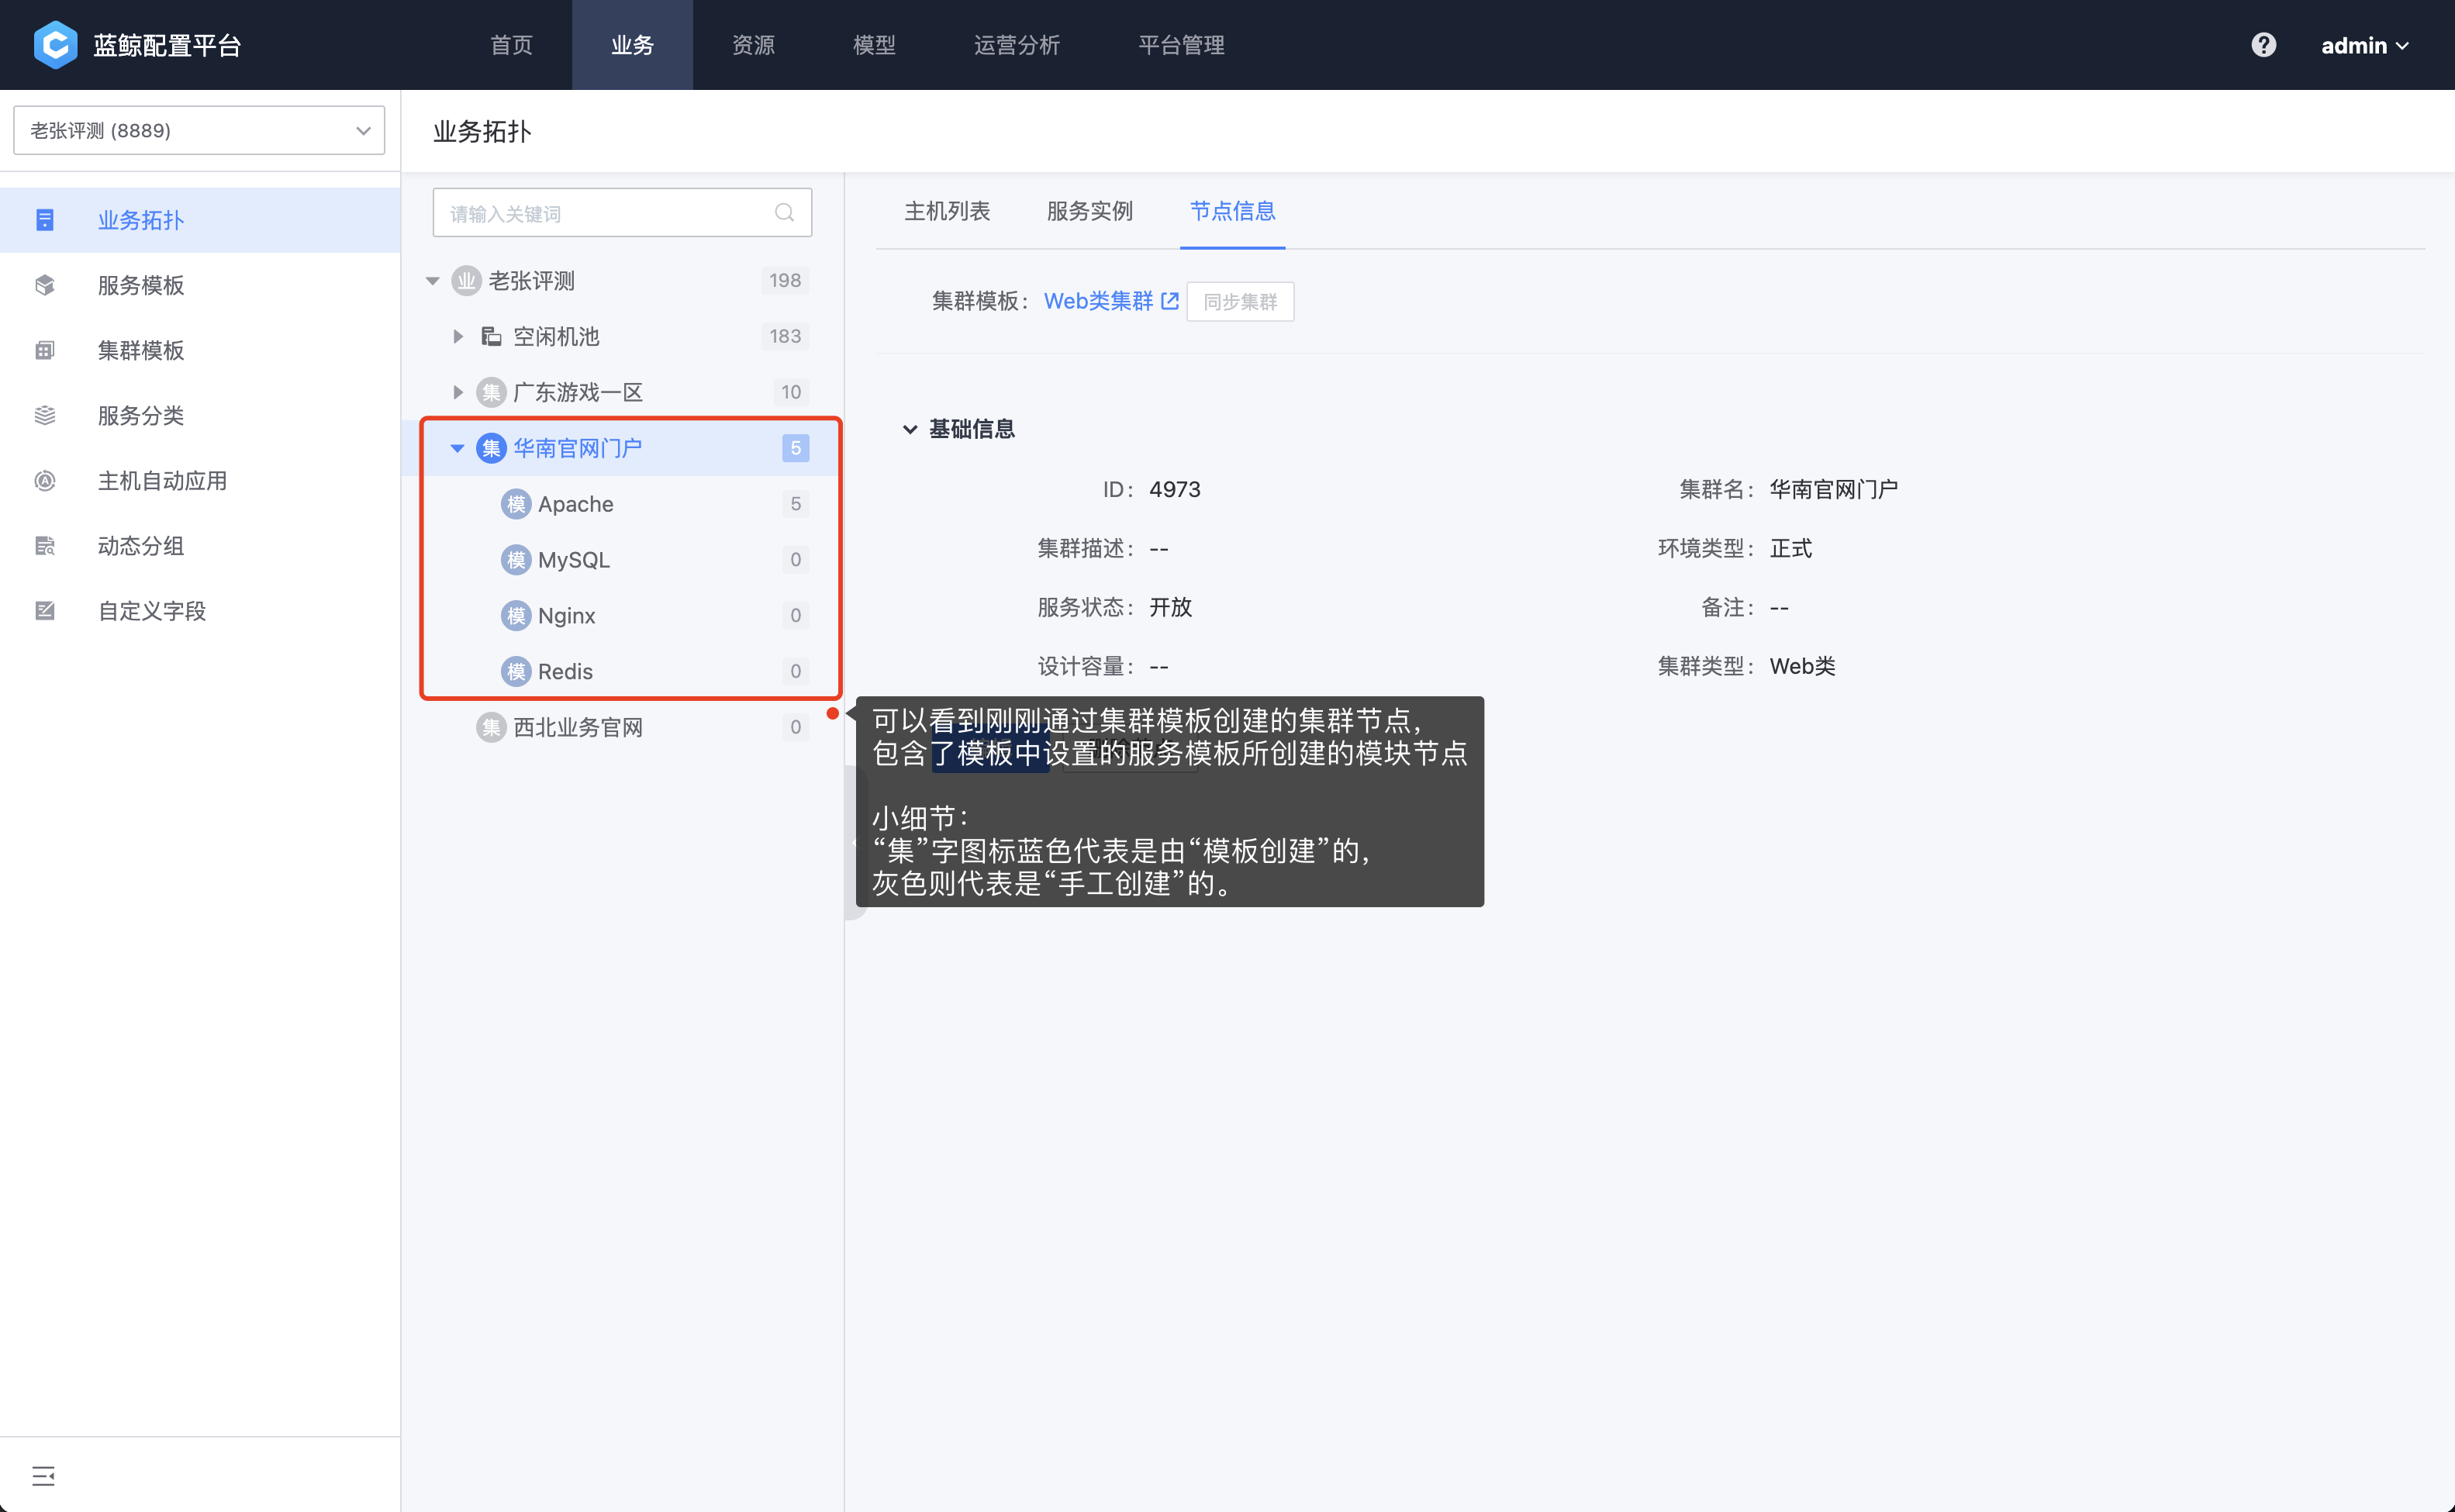 蓝鲸配置平台
首页
业务
资源
模型
运营分析
平台管理
admin
老张评测 (8889)
业务拓扑
服务模板
集群模板
服务分类
主机自动应用
动态分组
自定义字段
业务拓扑
请输入关键词
业 老张评测 198
空闲机池 183
集 广东游戏一区 10
集 华南官网门户 5
模 Apache 5
模 MySQL 0
模 Nginx 0
模 Redis 0
集 西北业务官网 0
主机列表
服务实例
节点信息
集群模板： Web类集群 同步集群
基础信息
ID： 4973
集群名： 华南官网门户
集群描述： --
环境类型： 正式
服务状态： 开放
备注： --
设计容量： --
集群类型： Web类
可以看到刚刚通过集群模板创建的集群节点，
包含了模板中设置的服务模板所创建的模块节点
小细节：
“集”字图标蓝色代表是由“模板创建”的，
灰色则代表是“手工创建”的。